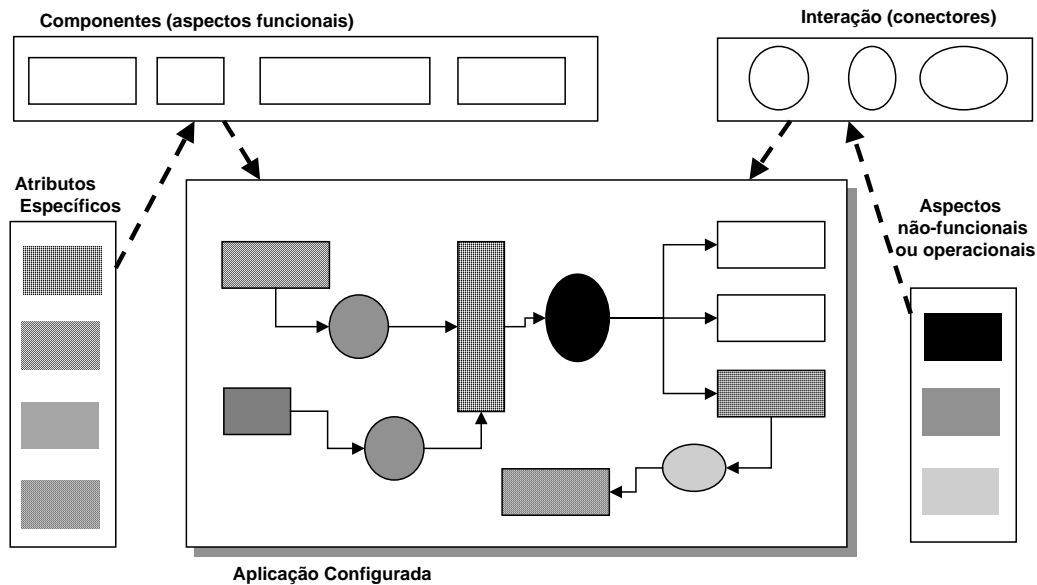 Componentes (aspectos funcionais)
Interação (conectores)
Atributos
Específicos
Aspectos
não-funcionais
ou operacionais
Aplicação Configurada